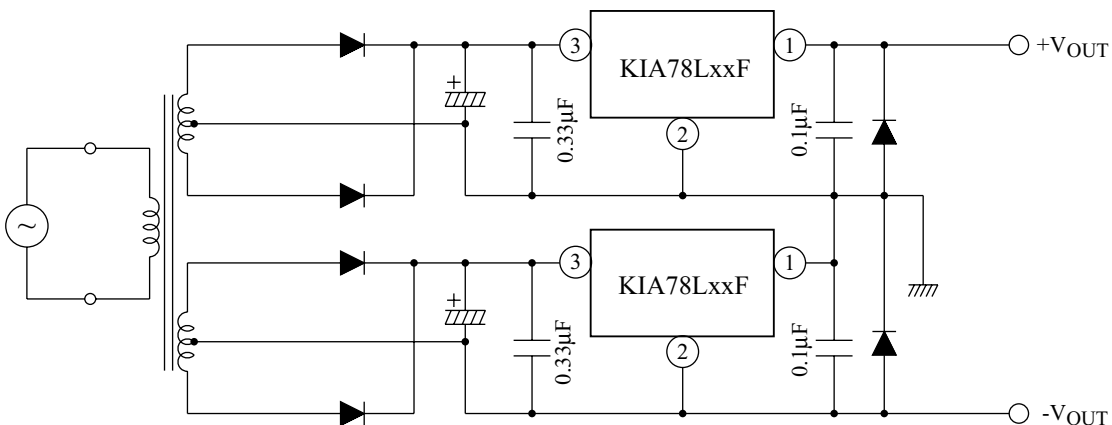 3
KIA78LxxF
1
+VOUT
+
2
0.33μF
0.1μF
~
3
KIA78LxxF
1
+
2
0.33μF
0.1μF
-VOUT